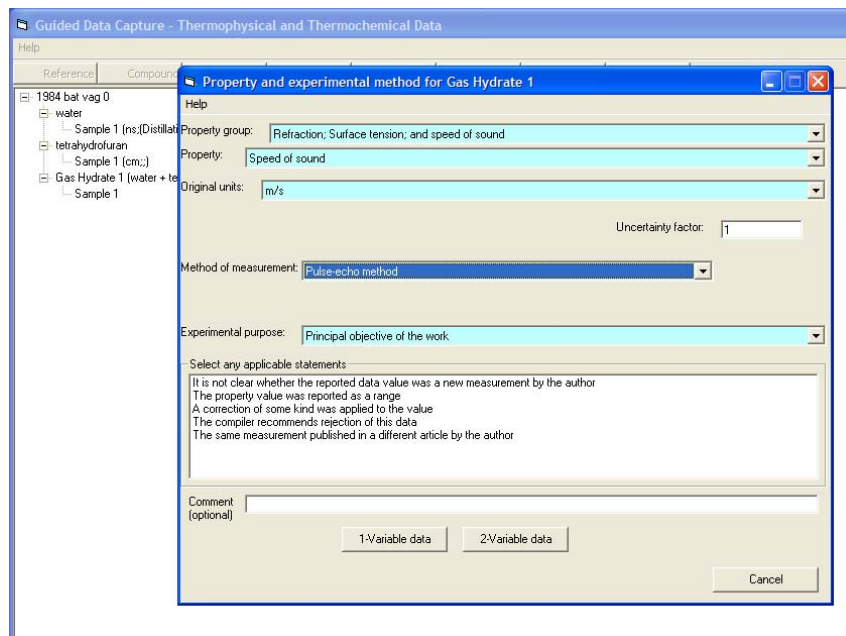 Guided Data Capture - Thermophysical and Thermochemical Data
Help
Reference Compound
1984 bat vag 0
water
Sample 1 (ns;(Distillati
tetrahydrofuran
Sample 1 (cm;;)
Gas Hydrate 1 (water + te
Sample 1
Property and experimental method for Gas Hydrate 1
Help
Property group: Refraction; Surface tension; and speed of sound
Property: Speed of sound
Original units: m/s
Uncertainty factor: 1
Method of measurement: Pulse-echo method
Experimental purpose: Principal objective of the work
Select any applicable statements
It is not clear whether the reported data value was a new measurement by the author
The property value was reported as a range
A correction of some kind was applied to the value
The compiler recommends rejection of this data
The same measurement published in a different article by the author
Comment
(optional)
1-Variable data 2-Variable data
Cancel